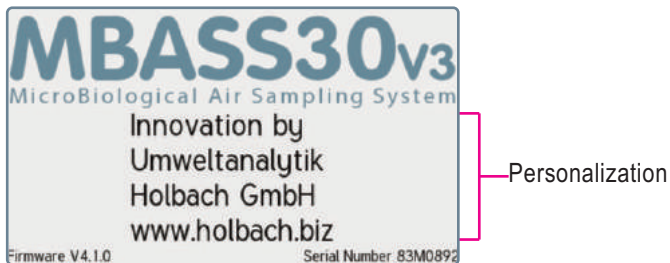 MBASS30v3
MicroBiological Air Sampling System
Innovation by
Umweltanalytik
Holbach GmbH
www.holbach.biz
Personalization
Firmware V4.1.0 Serial Number 83M0892